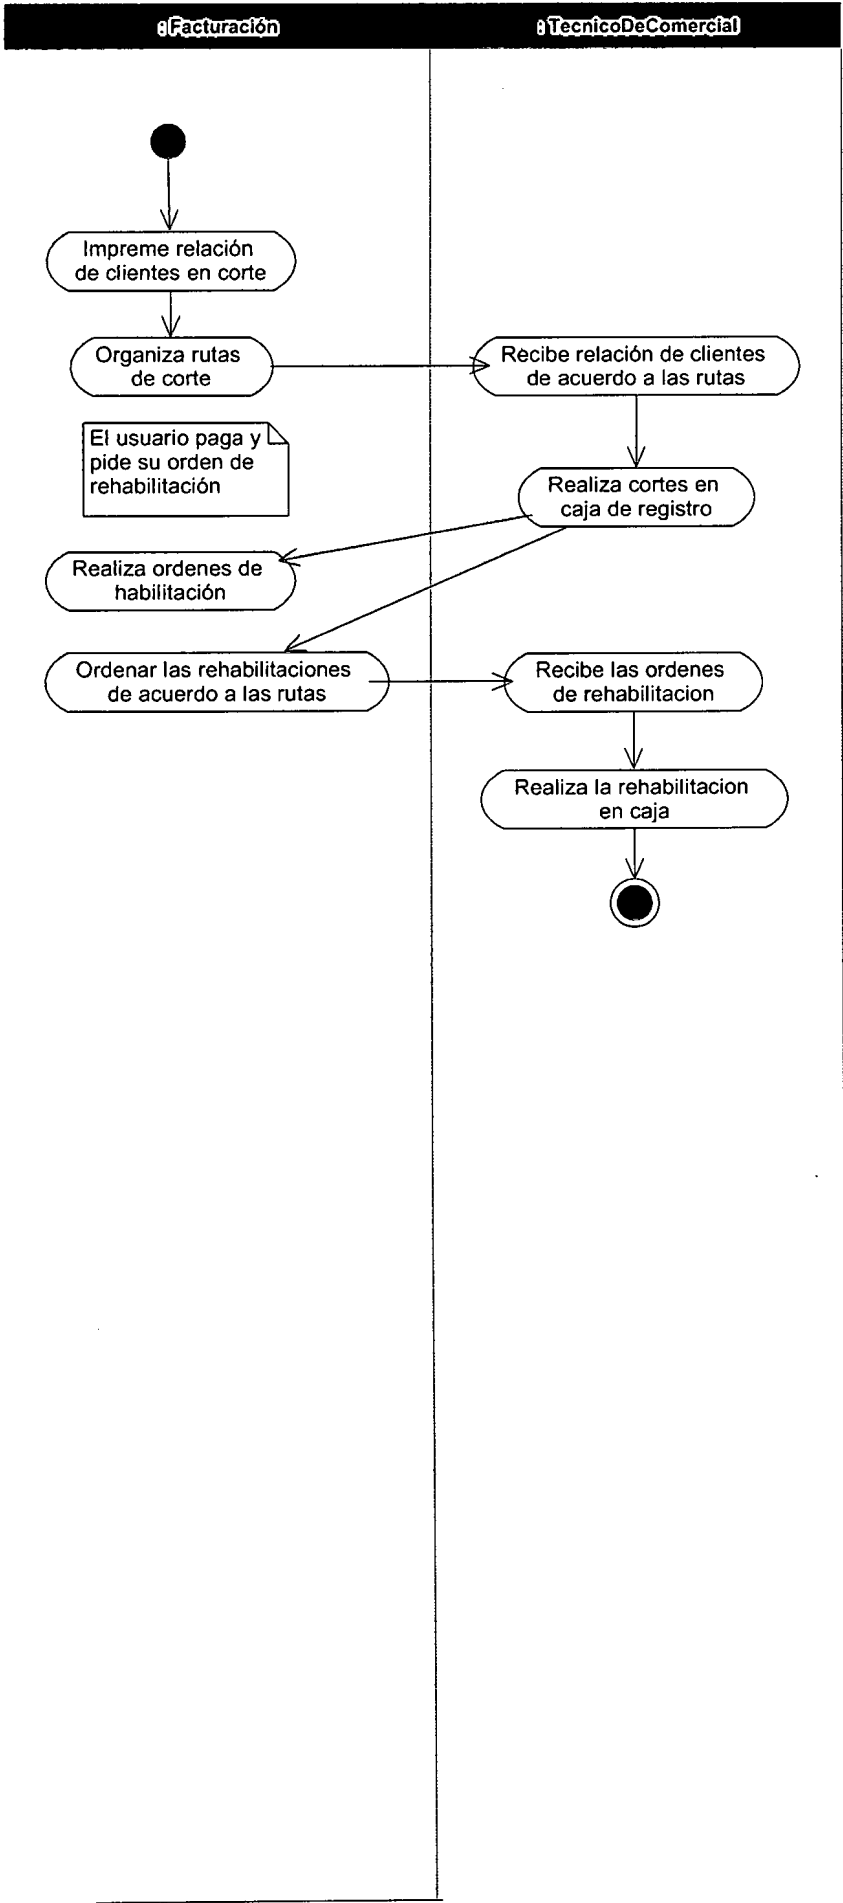 : Facturación
: TecnicoDeComercial
Impreme relación
de clientes en corte
Organiza rutas
de corte
Recibe relación de clientes
de acuerdo a las rutas
El usuario paga y
pide su orden de
rehabilitación
Realiza cortes en
caja de registro
Realiza ordenes de
habilitación
Ordenar las rehabilitaciones
de acuerdo a las rutas
Recibe las ordenes
de rehabilitacion
Realiza la rehabilitacion
en caja